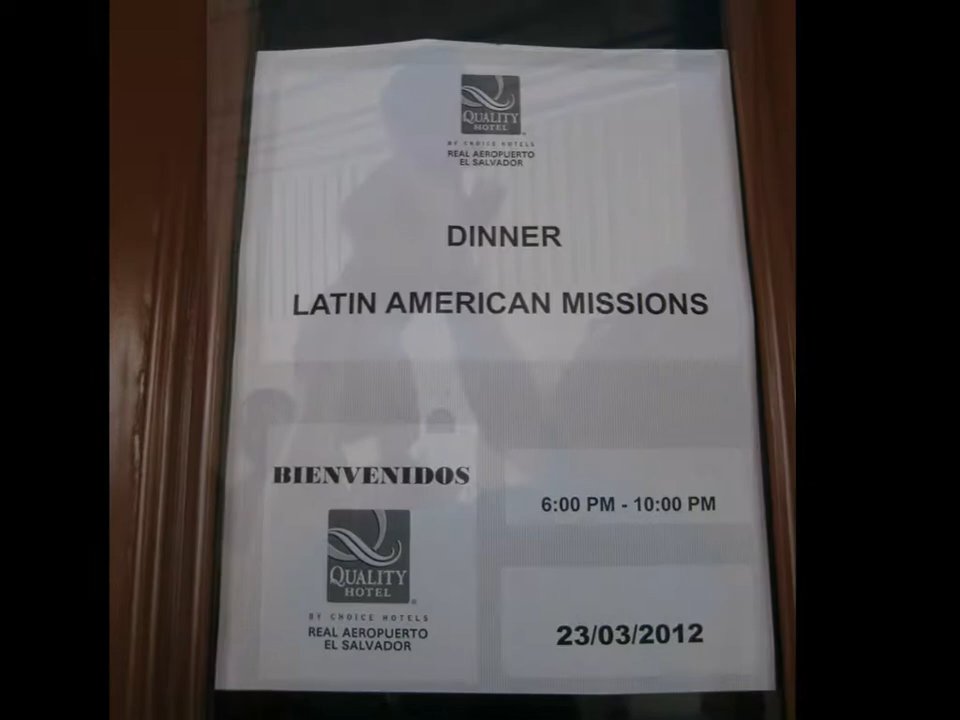 QUALITY
HOTEL
BY CHOICE HOTELS
REAL AEROPUERTO
EL SALVADOR
DINNER
LATIN AMERICAN MISSIONS
BIENVENIDOS
QUALITY
HOTEL
BY CHOICE HOTELS
REAL AEROPUERTO
EL SALVADOR
6:00 PM - 10:00 PM
23/03/2012